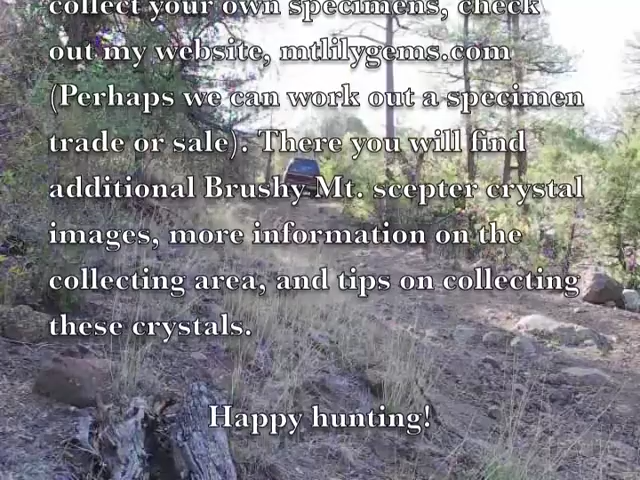 collect your own specimens, check
out my website, mtlilygems.com
(Perhaps we can work out a specimen
trade or sale). There you will find
additional Brushy Mt. scepter crystal
images, more information on the
collecting area, and tips on collecting
these crystals.
Happy hunting!